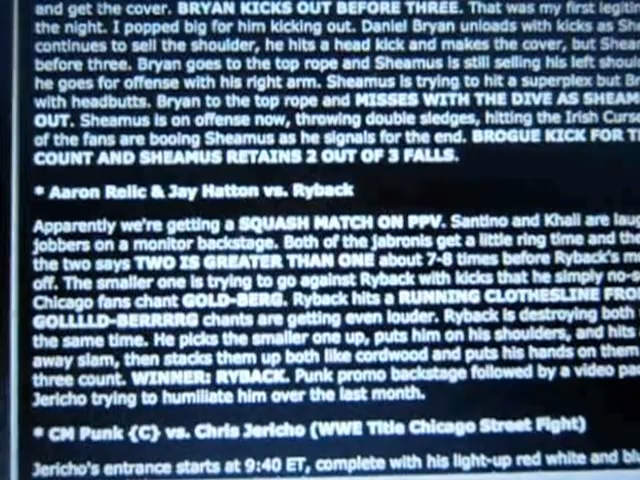 and get the cover. BRYAN KICKS OUT BEFORE THREE. That was my first legiti
the night. I popped big for him kicking out. Daniel Bryan unloads with kicks as Sh
continues to sell the shoulder, he hits a head kick and makes the cover, but Shea
before three. Bryan goes to the top rope and Sheamus is still selling his left shou
he goes for offense with his right arm. Sheamus is trying to hit a superplex but B
with headbutts. Bryan to the top rope and MISSES WITH THE DIVE AS SHEAM
OUT. Sheamus is on offense now, throwing double sledges, hitting the Irish Curs
of the fans are booing Sheamus as he signals for the end. BROGUE KICK FOR T
COUNT AND SHEAMUS RETAINS 2 OUT OF 3 FALLS.
* Aaron Relic & Jay Hatton vs. Ryback
Apparently we're getting a SQUASH MATCH ON PPV. Santino and Khali are lau
jobbers on a monitor backstage. Both of the jabronis get a little ring time and th
the two says TWO IS GREATER THAN ONE about 7-8 times before Ryback's m
off. The smaller one is trying to go against Ryback with kicks that he simply no-
Chicago fans chant GOLD-BERG. Ryback hits a RUNNING CLOTHESLINE FRO
GOLLLLD-BERRRRG chants are getting even louder. Ryback is destroying both
the same time. He picks the smaller one up, puts him on his shoulders, and hits
away slam, then stacks them up both like cordwood and puts his hands on them
three count. WINNER: RYBACK. Punk promo backstage followed by a video pa
Jericho trying to humiliate him over the last month.
* CM Punk {C} vs. Chris Jericho (WWE Title Chicago Street Fight)
Jericho's entrance starts at 9:40 ET, complete with his light-up red white and blu